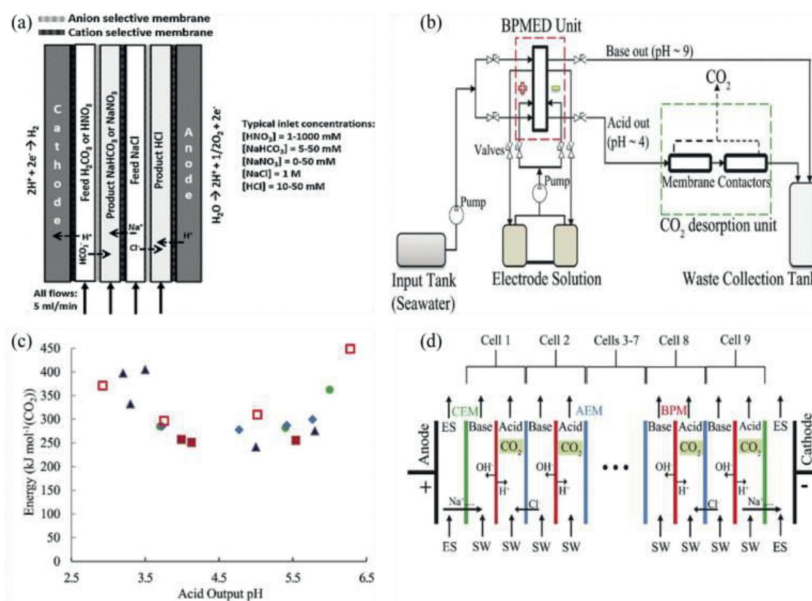 (a)
Anion selective membrane
Cation selective membrane
2H⁺ + 2e⁻ → H₂
Cathode
Feed H₂CO₃ or HNO₃
Product NaHCO₃ or NaNO₃
Feed NaCl
Product HCl
Anode
H₂O → 2H⁺ + 1/2O₂ + 2e⁻
H⁺
HCO₃⁻
Na⁺
Cl⁻
H⁺
All flows:
5 ml/min
Typical inlet concentrations:
[HNO₃] = 1-1000 mM
[NaHCO₃] = 5-50 mM
[NaNO₃] = 0-50 mM
[NaCl] = 1 M
[HCl] = 10-50 mM
(b)
BPMED Unit
Base out (pH ~ 9)
CO₂
Acid out
(pH ~4)
Valves
Pump
Pump
Membrane Contactors
CO₂ desorption
unit
Input Tank
(Seawater)
Electrode Solution
Waste Collection Tank
(c)
Energy (kJ mol⁻¹(CO₂))
450
400
350
300
250
200
150
100
50
0
2.5
3.5
4.5
5.5
6.5
Acid Output pH
(d)
Cell 1
Cell 2
Cells 3-7
Cell 8
Cell 9
CEM
AEM
BPM
ES
Base
Acid
Base
Acid
Base
Acid
Base
Acid
ES
CO₂
CO₂
CO₂
CO₂
Anode
+
Cathode
-
OH⁻
OH⁻
OH⁻
OH⁻
H⁺
H⁺
H⁺
H⁺
Na⁺
Cl⁻
Cl⁻
Na⁺
ES
SW
SW
SW
SW
SW
SW
SW
SW
ES